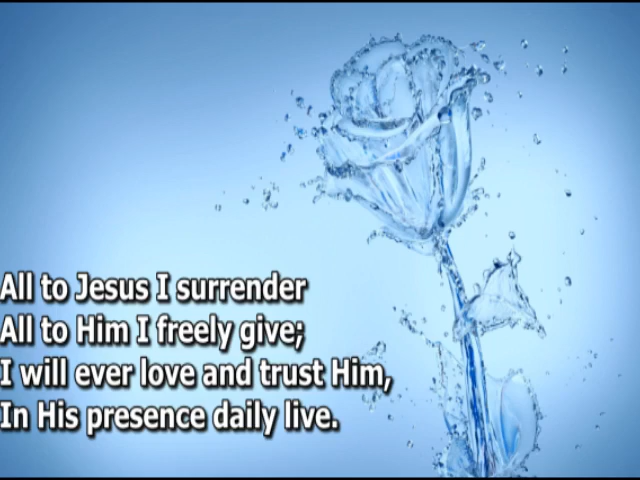 All to Jesus I surrender
All to Him I freely give;
I will ever love and trust Him,
In His presence daily live.